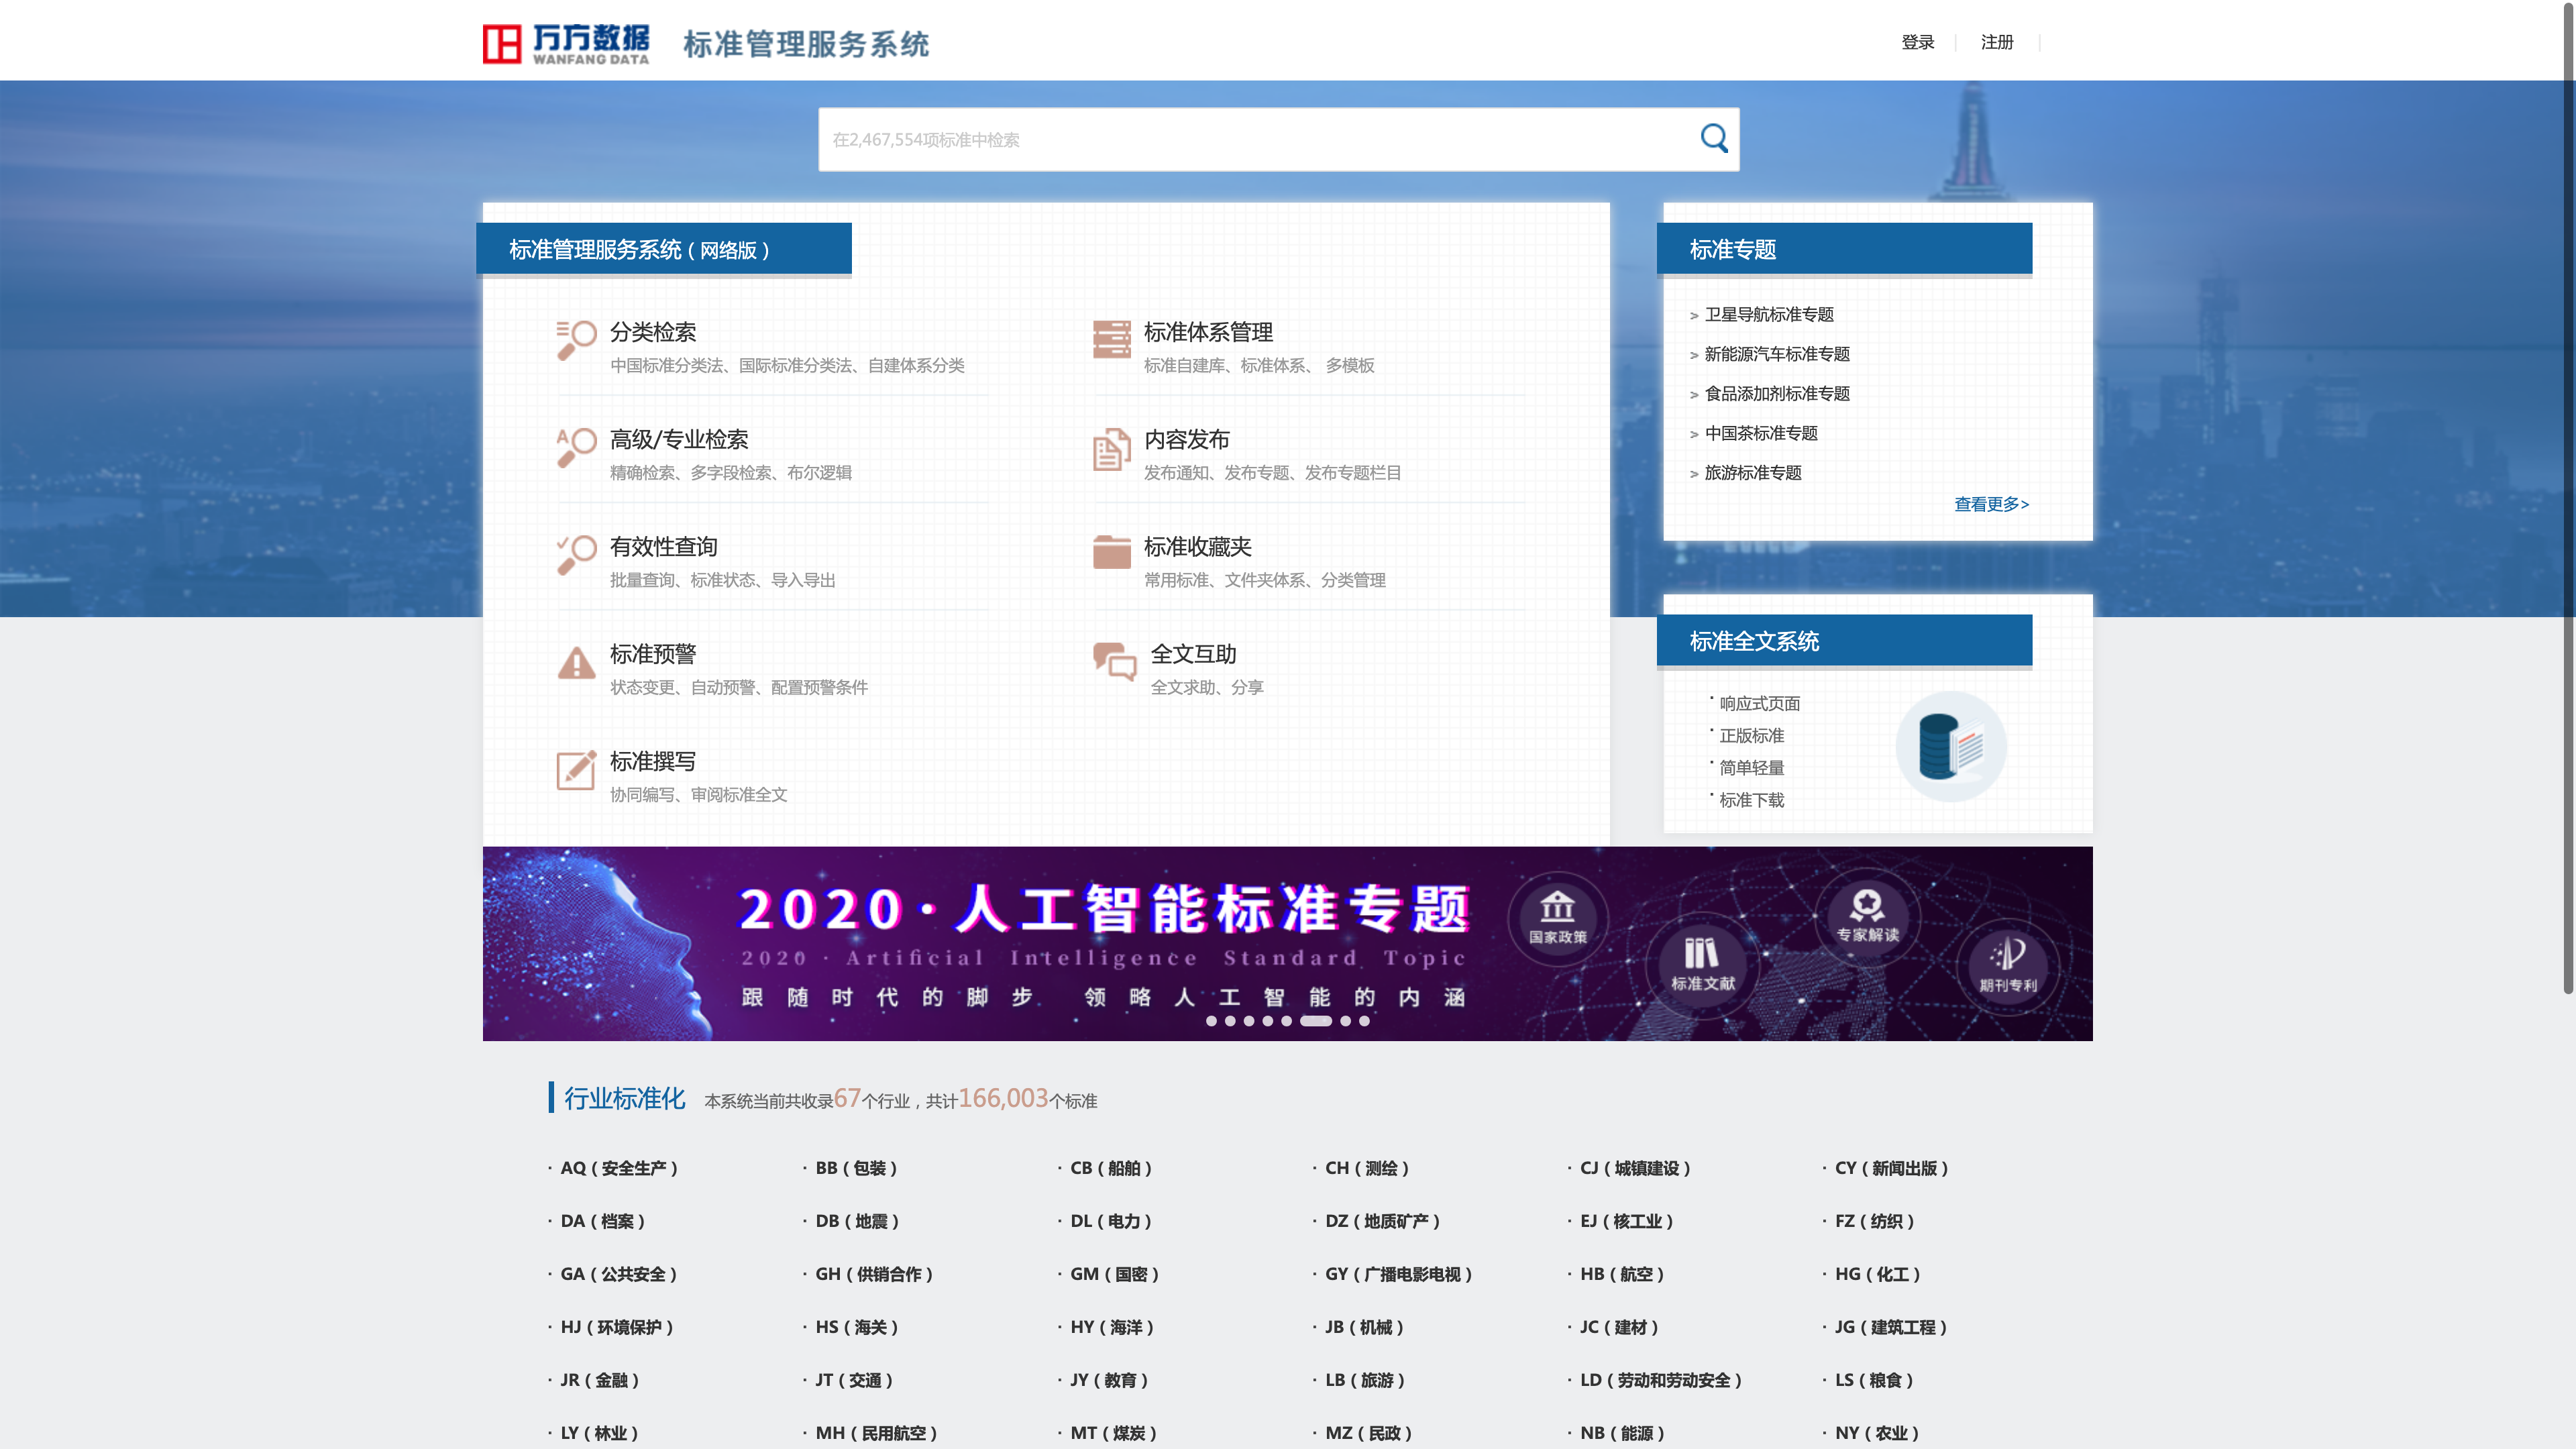 万方数据
WANFANG DATA
标准管理服务系统
登录
注册
在2,467,554项标准中检索
标准管理服务系统（网络版）
分类检索
中国标准分类法、国际标准分类法、自建体系分类
标准体系管理
标准自建库、标准体系、 多模板
高级/专业检索
精确检索、多字段检索、布尔逻辑
内容发布
发布通知、发布专题、发布专题栏目
有效性查询
批量查询、标准状态、导入导出
标准收藏夹
常用标准、文件夹体系、分类管理
标准预警
状态变更、自动预警、配置预警条件
全文互助
全文求助、分享
标准撰写
协同编写、审阅标准全文
标准专题
> 卫星导航标准专题
> 新能源汽车标准专题
> 食品添加剂标准专题
> 中国茶标准专题
> 旅游标准专题
查看更多>
标准全文系统
· 响应式页面
· 正版标准
· 简单轻量
· 标准下载
2020·人工智能标准专题
2020 · Artificial Intelligence Standard Topic
跟随时代的脚步 领略人工智能的内涵
国家政策
标准文献
专家解读
期刊专利
行业标准化 本系统当前共收录67个行业，共计166,003个标准
· AQ（安全生产） · BB（包装） · CB（船舶） · CH（测绘） · CJ（城镇建设） · CY（新闻出版）
· DA（档案） · DB（地震） · DL（电力） · DZ（地质矿产） · EJ（核工业） · FZ（纺织）
· GA（公共安全） · GH（供销合作） · GM（国密） · GY（广播电影电视） · HB（航空） · HG（化工）
· HJ（环境保护） · HS（海关） · HY（海洋） · JB（机械） · JC（建材） · JG（建筑工程）
· JR（金融） · JT（交通） · JY（教育） · LB（旅游） · LD（劳动和劳动安全） · LS（粮食）
· LY（林业） · MH（民用航空） · MT（煤炭） · MZ（民政） · NB（能源） · NY（农业）